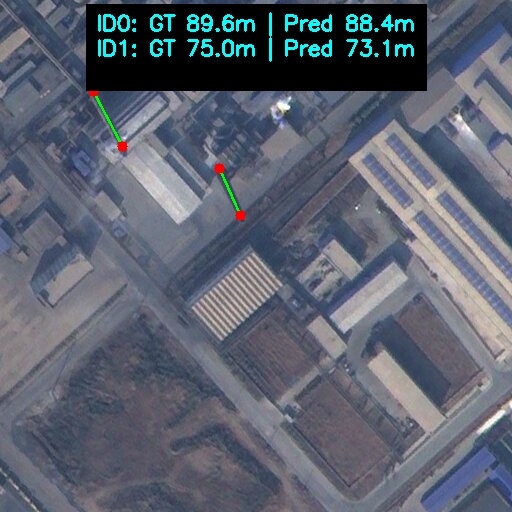 ID0: GT 89.6m | Pred 88.4m
ID1: GT 75.0m | Pred 73.1m